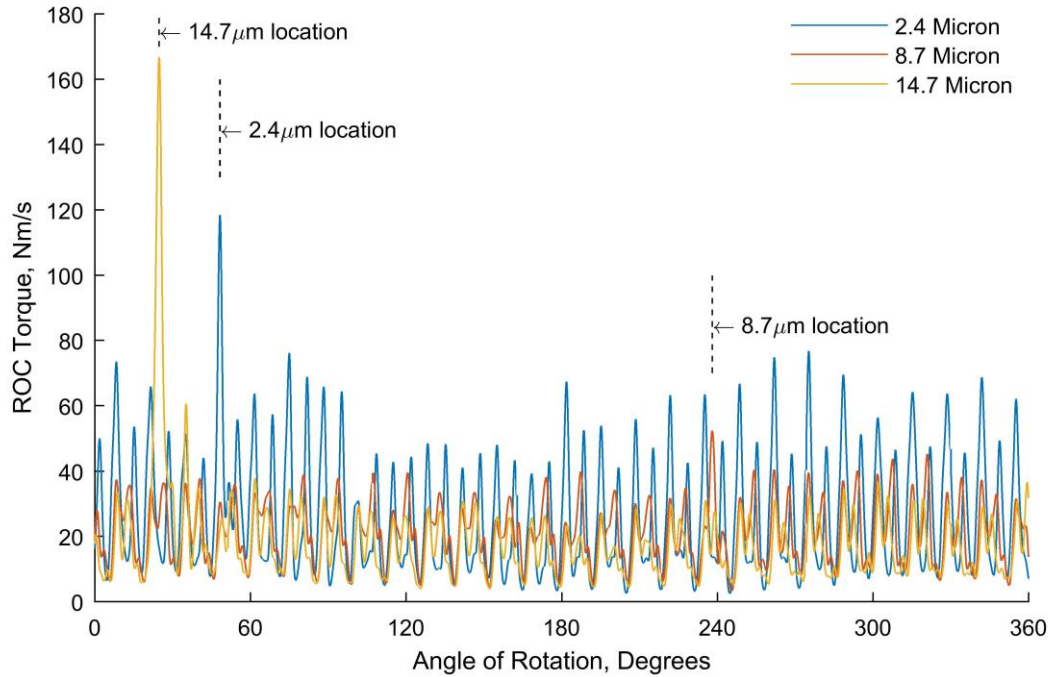 180
160
140
120
100
80
60
40
20
0
ROC Torque, Nm/s
14.7μm location
2.4μm location
8.7μm location
2.4 Micron
8.7 Micron
14.7 Micron
0 60 120 180 240 300 360
Angle of Rotation, Degrees